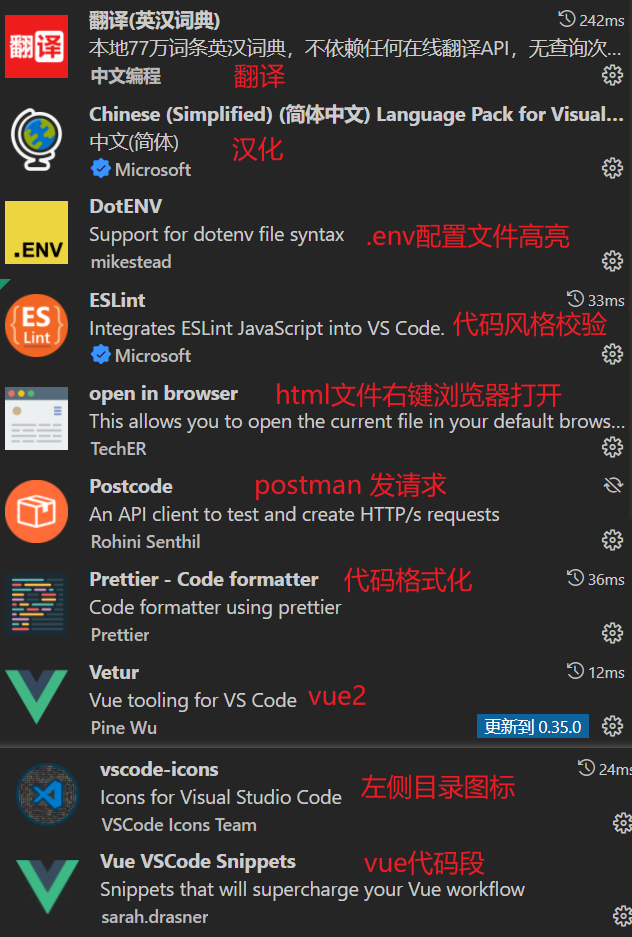 翻译(英汉词典) 242ms
翻译
本地77万词条英汉词典，不依赖任何在线翻译API，无查询次...
中文编程 翻译
Chinese (Simplified) (简体中文) Language Pack for Visual...
中文(简体) 汉化
Microsoft
DotENV
.ENV
Support for dotenv file syntax .env配置文件高亮
mikestead
ESLint 33ms
ES
Lint
Integrates ESLint JavaScript into VS Code. 代码风格校验
Microsoft
open in browser html文件右键浏览器打开
This allows you to open the current file in your default brows...
TechER
Postcode postman 发请求
An API client to test and create HTTP/s requests
Rohini Senthil
Prettier - Code formatter 代码格式化 36ms
Code formatter using prettier
Prettier
Vetur 12ms
Vue tooling for VS Code vue2
Pine Wu 更新到 0.35.0
vscode-icons 24ms
Icons for Visual Studio Code 左侧目录图标
VSCode Icons Team
Vue VSCode Snippets vue代码段
Snippets that will supercharge your Vue workflow
sarah.drasner